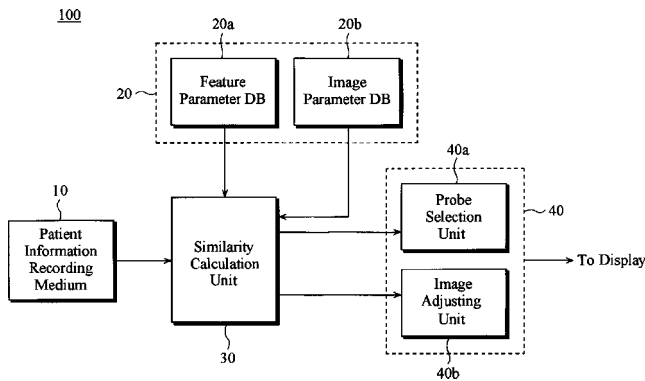 100
20a
20b
20
Feature
Parameter DB
Image
Parameter DB
10
Patient
Information
Recording
Medium
Similarity
Calculation
Unit
30
40a
Probe
Selection
Unit
40
To Display
Image
Adjusting
Unit
40b